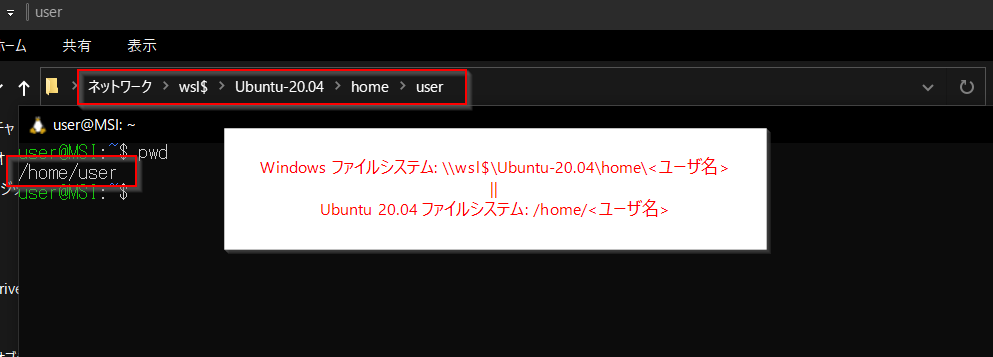 user
ホーム 共有 表示
ネットワーク > wsl$ > Ubuntu-20.04 > home > user
user@MSI: ~
user@MSI:~$ pwd
/home/user
user@MSI:~$
Windows ファイルシステム: \\wsl$\Ubuntu-20.04\home\<ユーザ名>
||
Ubuntu 20.04 ファイルシステム: /home/<ユーザ名>